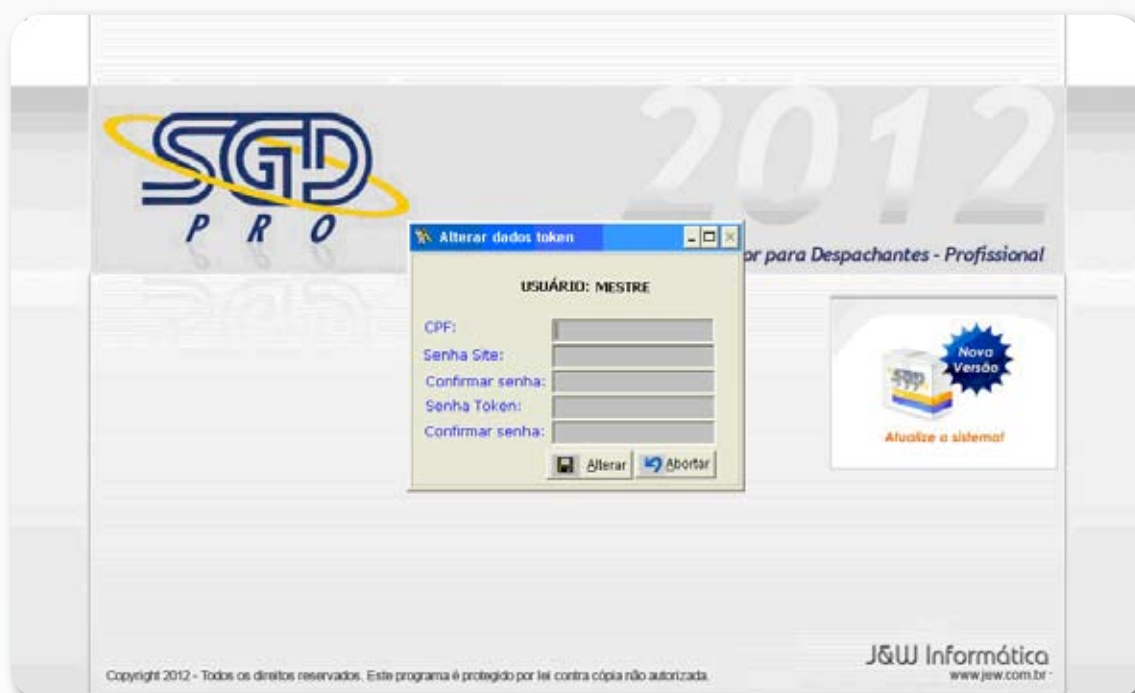 2012
SGD
PRO
Alterar dados token
or para Despachantes - Profissional
USUÁRIO: MESTRE
CPF:
Senha Site:
Confirmar senha:
Senha Token:
Confirmar senha:
Alterar
Abortar
Nova
Versão
SGD
Atualize o sistema!
J&W Informática
www.jew.com.br
Copyright 2012 - Todos os direitos reservados. Este programa é protegido por lei contra cópia não autorizada.